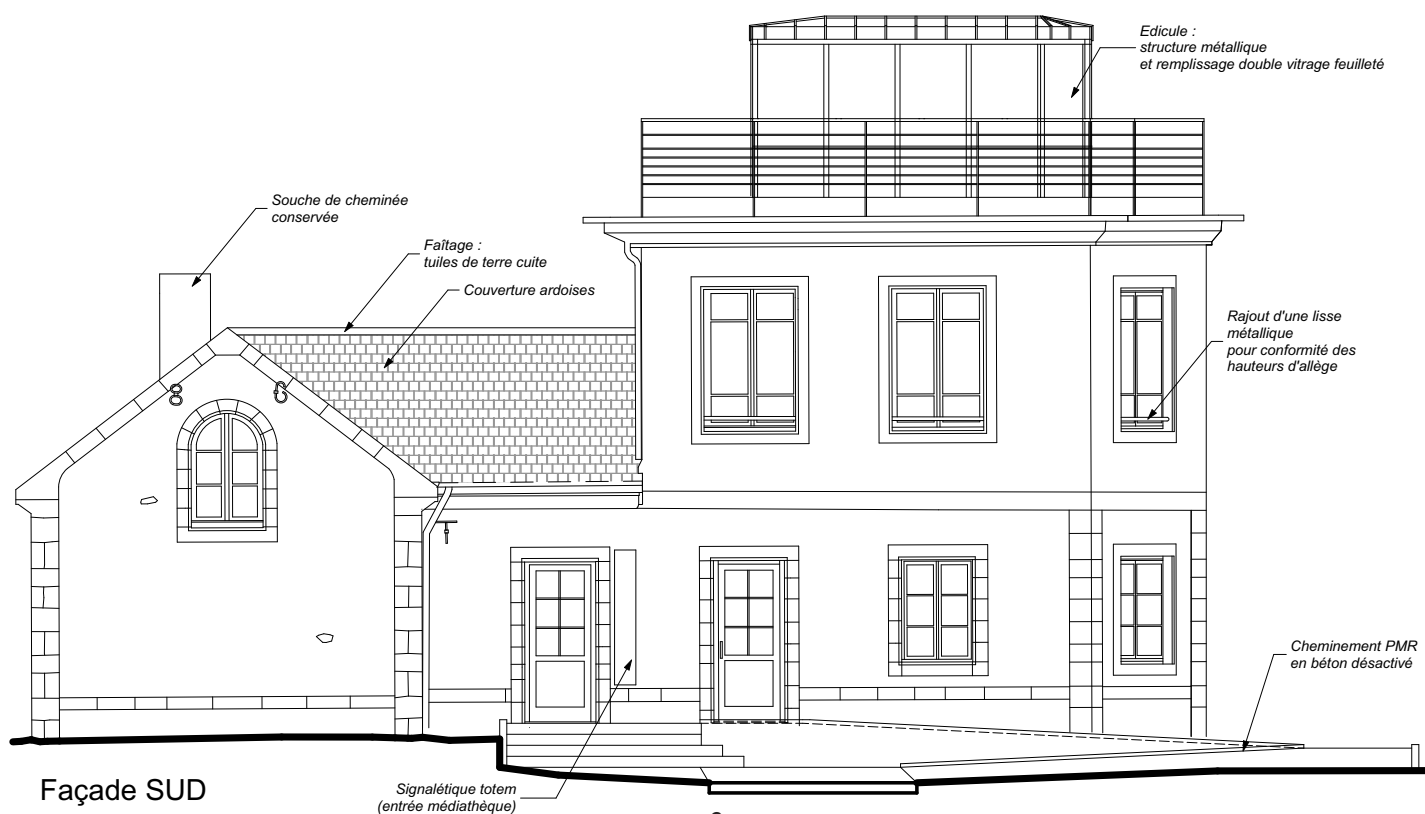 Edicule :
structure métallique
et remplissage double vitrage feuilleté
Souche de cheminée
conservée
Faîtage :
tuiles de terre cuite
Couverture ardoises
Rajout d'une lisse
métallique
pour conformité des
hauteurs d'allège
Cheminement PMR
en béton désactivé
Façade SUD
Signalétique totem
(entrée médiathèque)